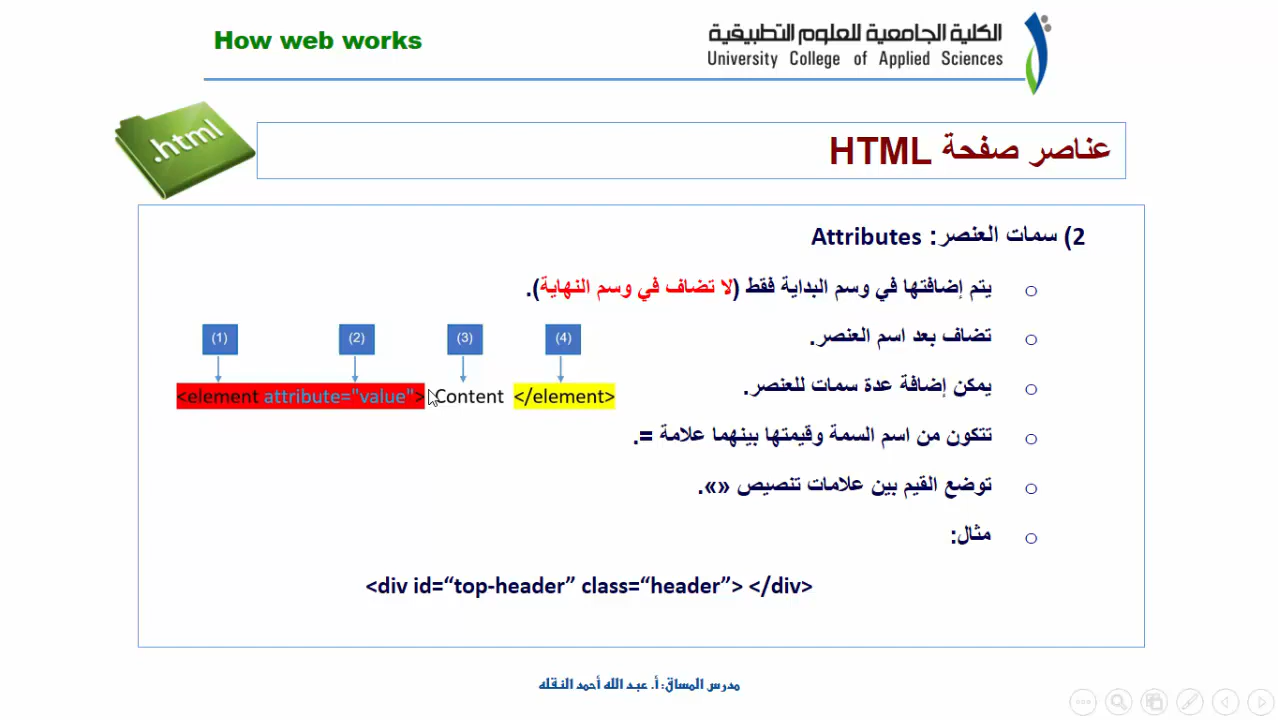 How web works
الكلية الجامعية للعلوم التطبيقية
University College of Applied Sciences
.html
عناصر صفحة HTML
2) سمات العنصر: Attributes
يتم إضافتها في وسم البداية فقط (لا تضاف في وسم النهاية).
تضاف بعد اسم العنصر.
(1) (2) (3) (4)
<element attribute="value"> Content </element>
يمكن إضافة عدة سمات للعنصر.
تتكون من اسم السمة وقيمتها بينهما علامة =.
توضع القيم بين علامات تنصيص «».
مثال:
<div id=“top-header” class=“header”> </div>
مدرس المساق: أ. عبد الله أحمد النقله